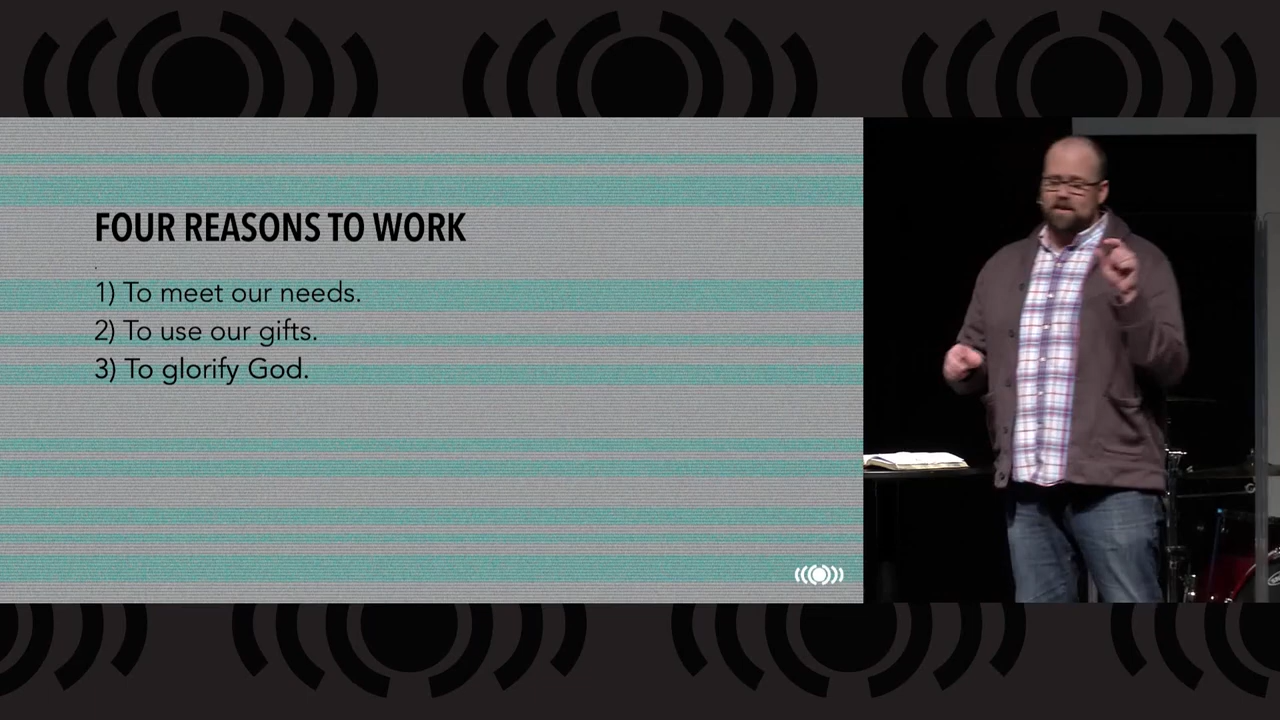 FOUR REASONS TO WORK
1) To meet our needs.
2) To use our gifts.
3) To glorify God.